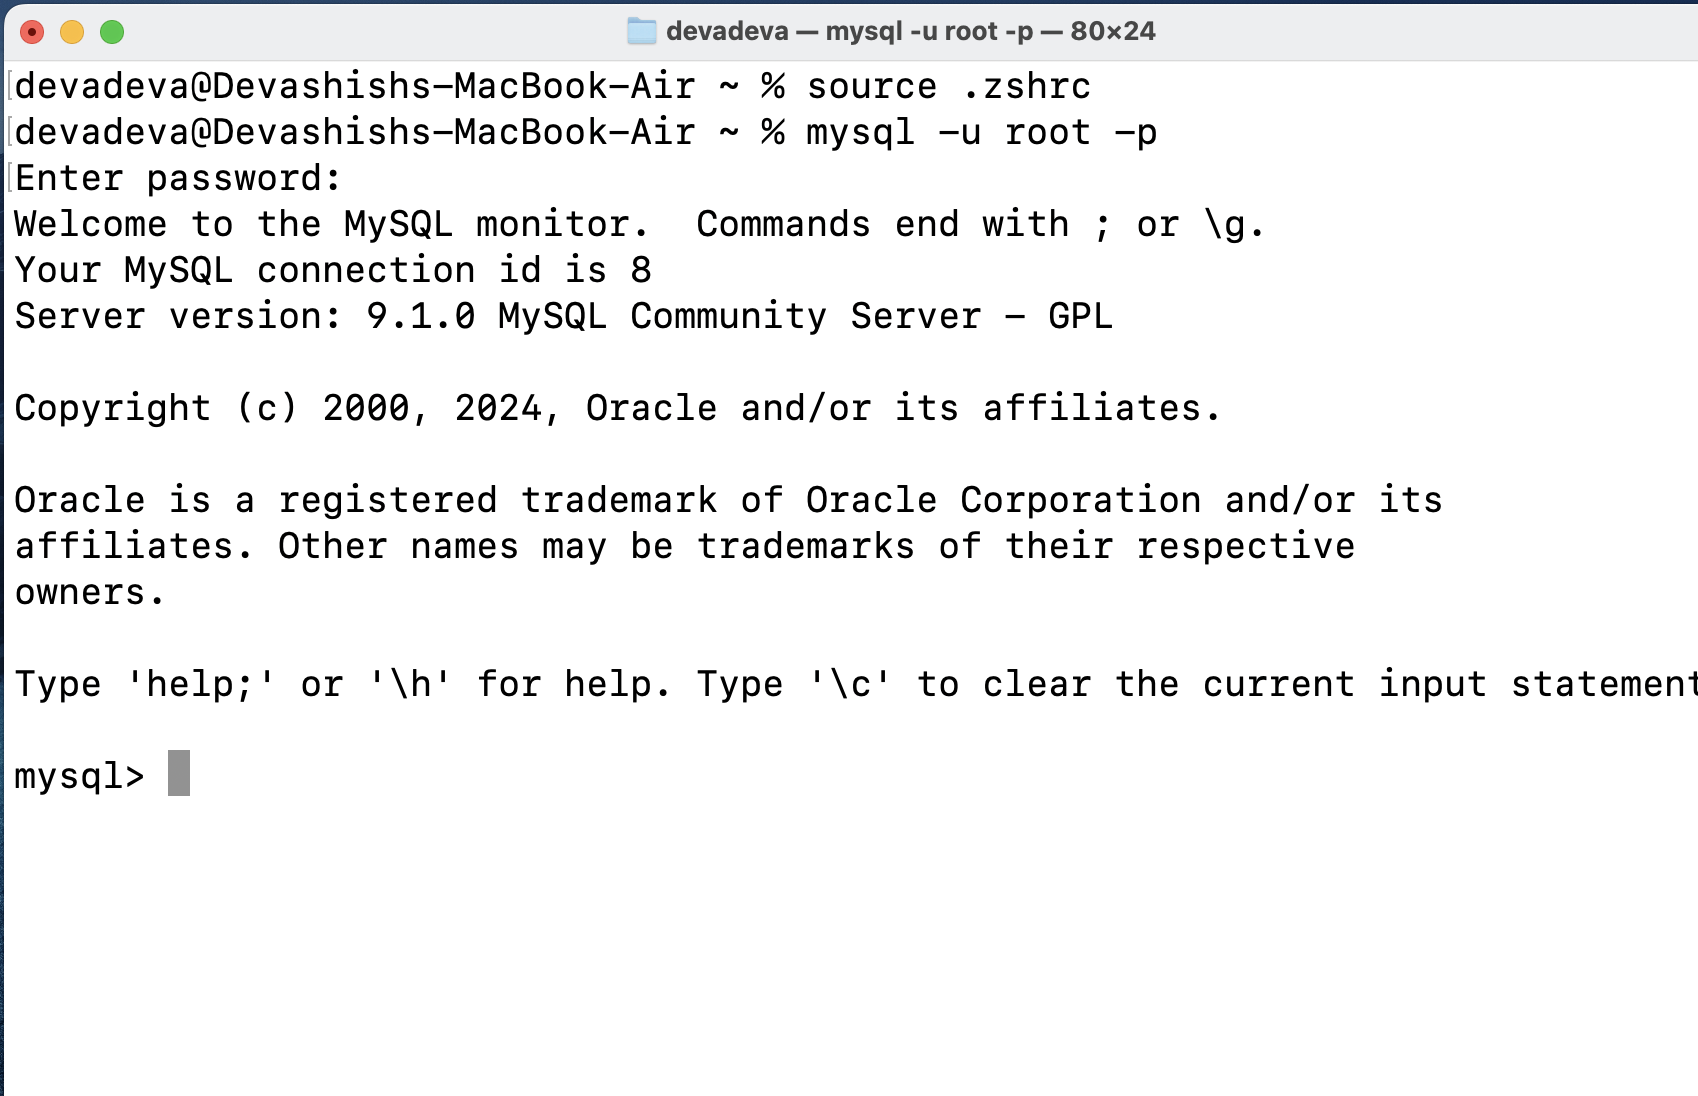 devadeva — mysql -u root -p — 80×24
devadeva@Devashishs-MacBook-Air ~ % source .zshrc
devadeva@Devashishs-MacBook-Air ~ % mysql -u root -p
Enter password:
Welcome to the MySQL monitor.  Commands end with ; or \g.
Your MySQL connection id is 8
Server version: 9.1.0 MySQL Community Server - GPL

Copyright (c) 2000, 2024, Oracle and/or its affiliates.

Oracle is a registered trademark of Oracle Corporation and/or its
affiliates. Other names may be trademarks of their respective
owners.

Type 'help;' or '\h' for help. Type '\c' to clear the current input statement

mysql>